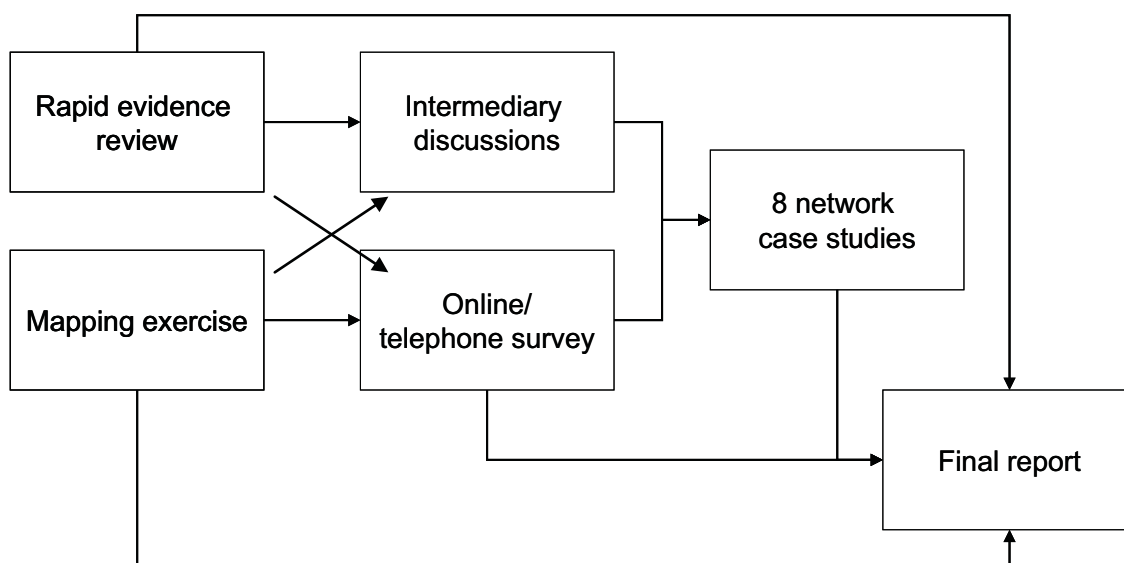 Rapid evidence
review
Intermediary
discussions
8 network
case studies
Mapping exercise
Online/
telephone survey
Final report